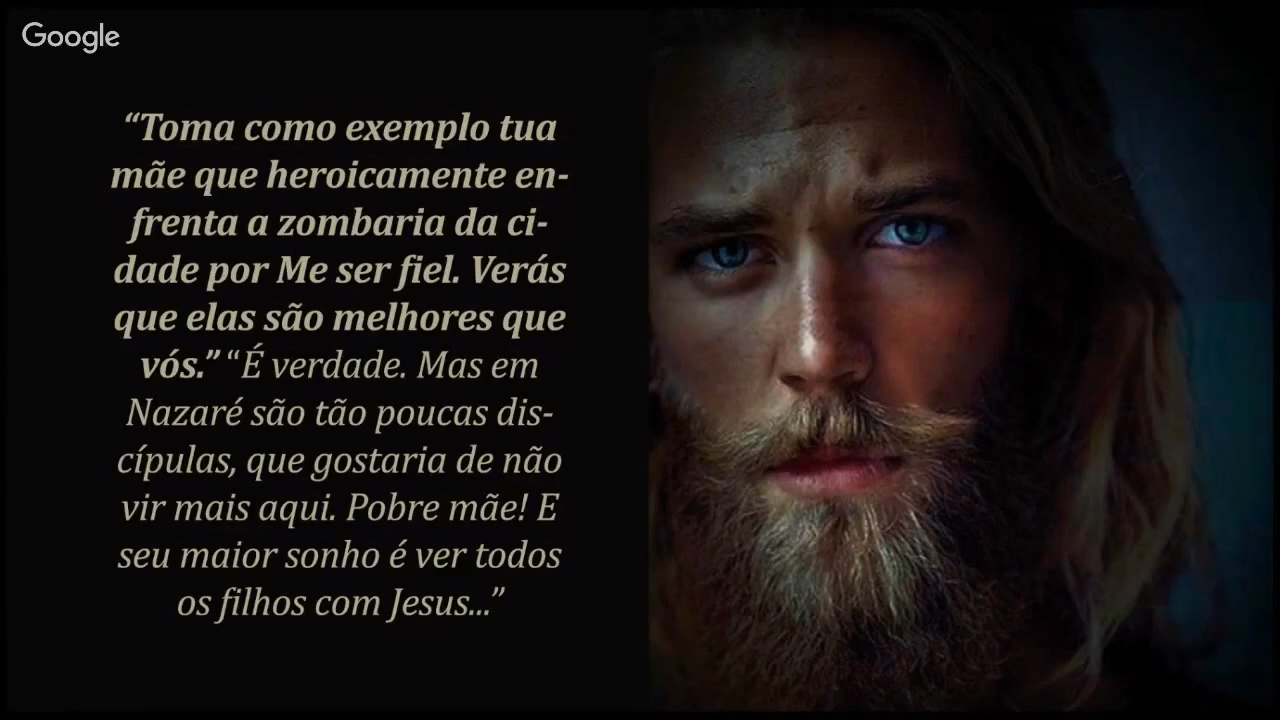 Google
“Toma como exemplo tua
mãe que heroicamente en-
frenta a zombaria da ci-
dade por Me ser fiel. Verás
que elas são melhores que
vós.” “É verdade. Mas em
Nazaré são tão poucas dis-
cípulas, que gostaria de não
vir mais aqui. Pobre mãe! E
seu maior sonho é ver todos
os filhos com Jesus...”